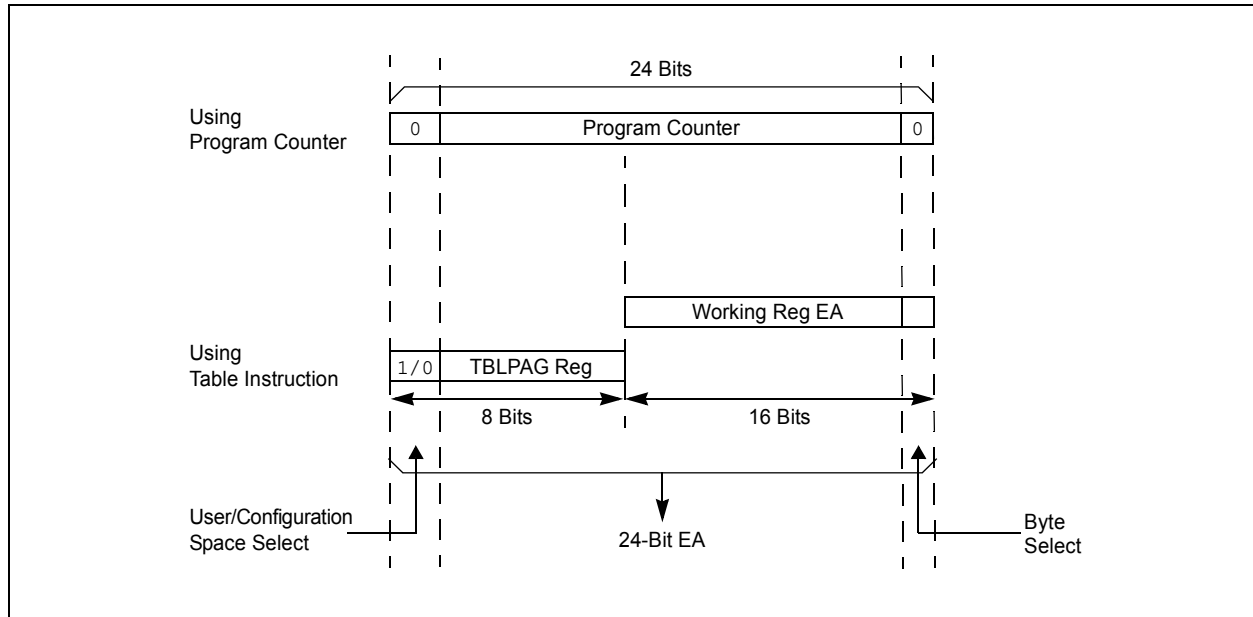 24 Bits
Using
Program Counter
0
Program Counter
0
Working Reg EA
Using
Table Instruction
1/0
TBLPAG Reg
8 Bits
16 Bits
User/Configuration
Space Select
24-Bit EA
Byte
Select